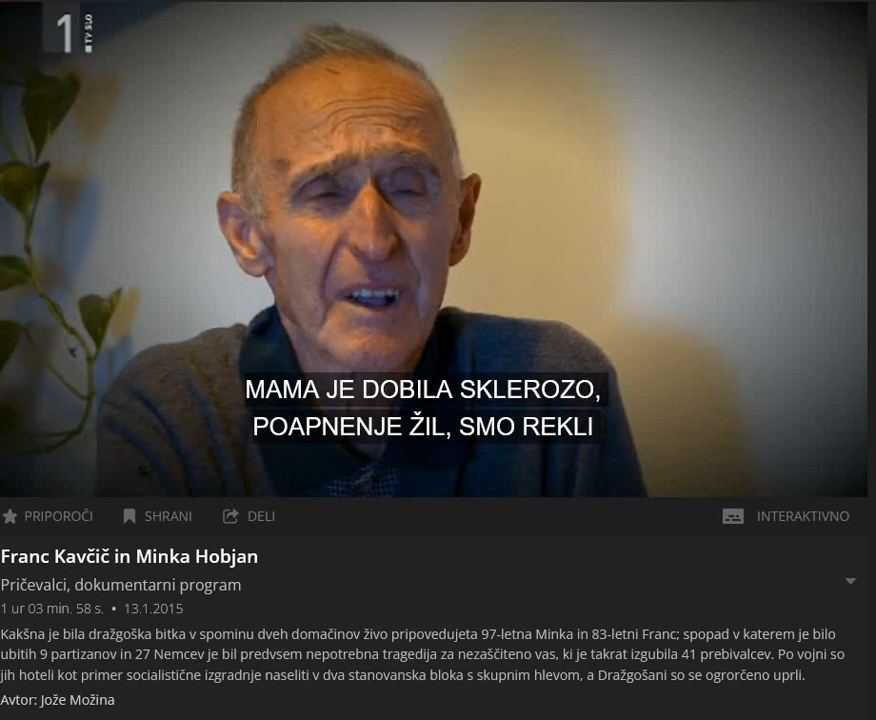 1
TV SLO
MAMA JE DOBILA SKLEROZO,
POAPNENJE ŽIL, SMO REKLI
PRIPOROČI SHRANI DELI INTERAKTIVNO
Franc Kavčič in Minka Hobjan
Pričevalci, dokumentarni program
1 ur 03 min. 58 s. • 13.1.2015
Kakšna je bila dražgoška bitka v spominu dveh domačinov živo pripovedujeta 97-letna Minka in 83-letni Franc; spopad v katerem je bilo
ubitih 9 partizanov in 27 Nemcev je bil predvsem nepotrebna tragedija za nezaščiteno vas, ki je takrat izgubila 41 prebivalcev. Po vojni so
jih hoteli kot primer socialistične izgradnje naseliti v dva stanovanska bloka s skupnim hlevom, a Dražgošani so se ogrorčeno uprli.
Avtor: Jože Možina